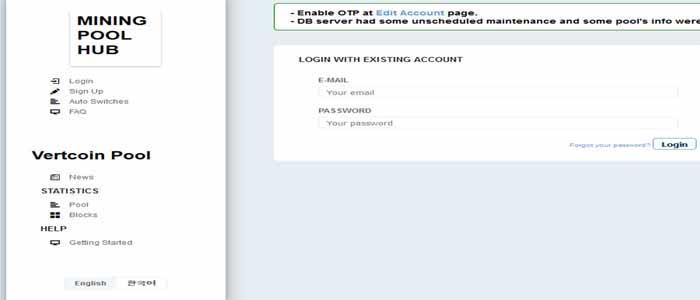 MINING
POOL
HUB
Login
Sign Up
Auto Switches
FAQ
Vertcoin Pool
News
STATISTICS
Pool
Blocks
HELP
Getting Started
English 한국어
- Enable OTP at Edit Account page.
- DB server had some unscheduled maintenance and some pool's info were
LOGIN WITH EXISTING ACCOUNT
E-MAIL
Your email
PASSWORD
Your password
Forgot your password? Login